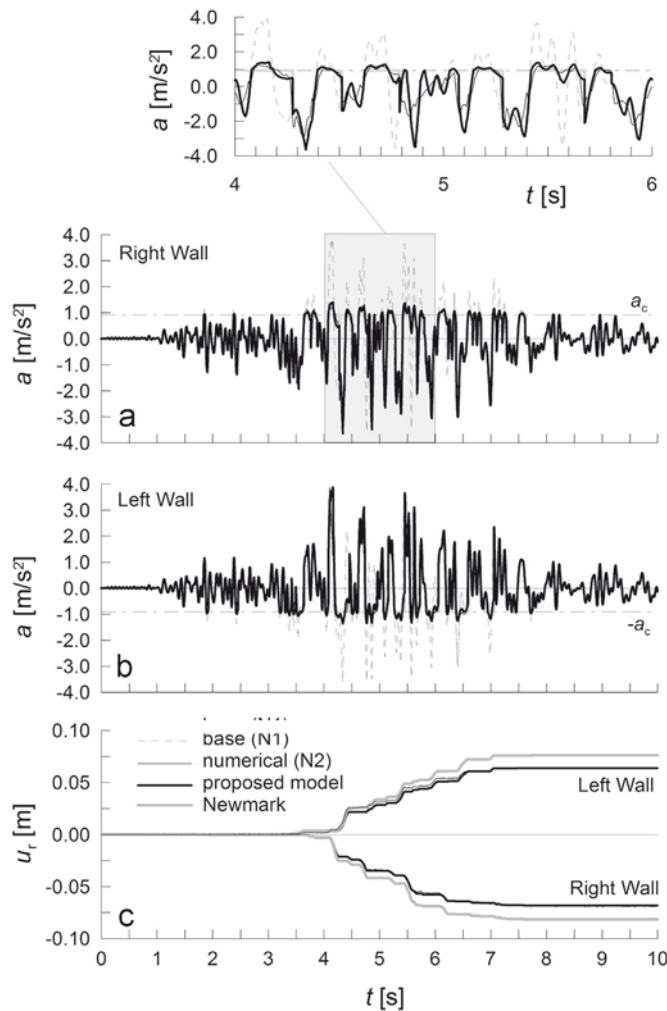 4.0
2.0
0.0
-2.0
-4.0
a [m/s²]
4
5
6
t [s]
4.0
3.0
2.0
1.0
0.0
-1.0
-2.0
-3.0
-4.0
a [m/s²]
Right Wall
a_c
a
4.0
3.0
2.0
1.0
0.0
-1.0
-2.0
-3.0
-4.0
a [m/s²]
Left Wall
-a_c
b
0.10
0.05
0.00
-0.05
-0.10
u_r [m]
base (N1)
numerical (N2)
proposed model
Newmark
Left Wall
Right Wall
c
0 1 2 3 4 5 6 7 8 9 10
t [s]